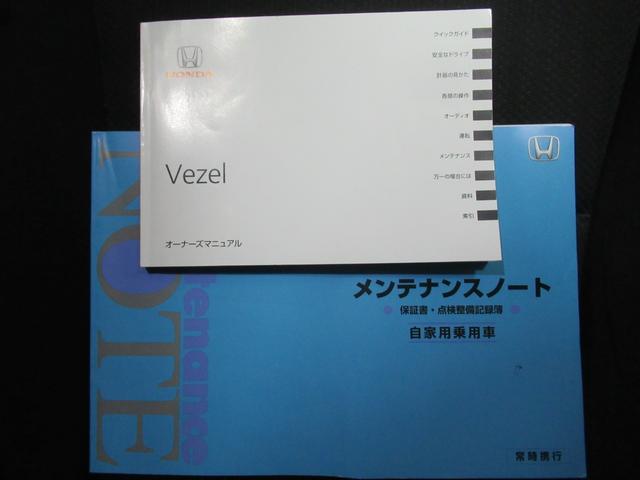 HONDA
Vezel
オーナーズマニュアル
クイックガイド
安全なドライブ
計器の見かた
各部の操作
オーディオ
運転
メンテナンス
万一の場合には
資料
索引
NOTE
tenance
メンテナンスノート
保証書・点検整備記録簿
自家用乗用車
常時携行